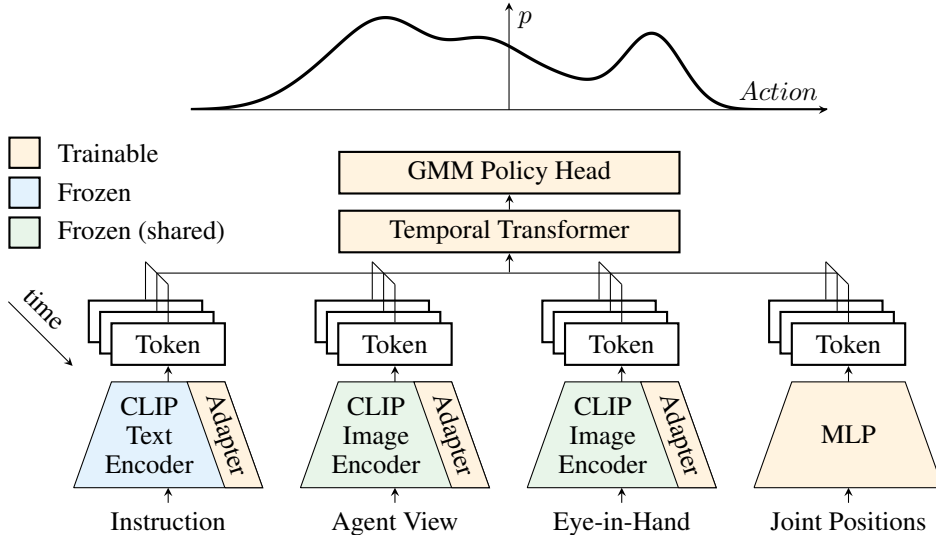 p
Action
Trainable
Frozen
Frozen (shared)
GMM Policy Head
Temporal Transformer
time
Token
Token
Token
Token
CLIP
Text
Encoder
Adapter
CLIP
Image
Encoder
Adapter
CLIP
Image
Encoder
Adapter
MLP
Instruction
Agent View
Eye-in-Hand
Joint Positions